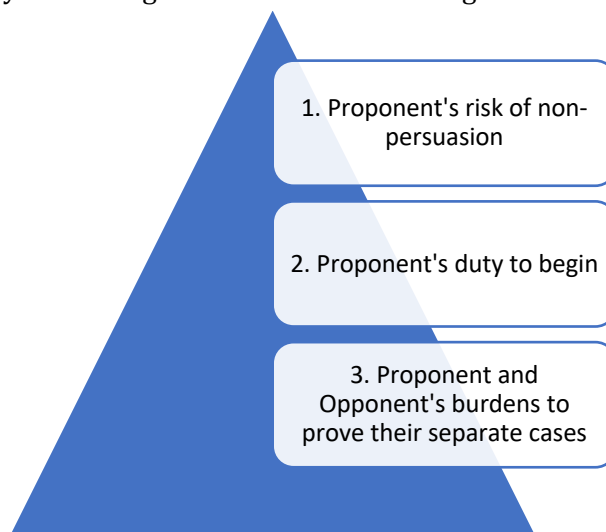 1. Proponent's risk of non-
persuasion
2. Proponent's duty to begin
3. Proponent and
Opponent's burdens to
prove their separate cases